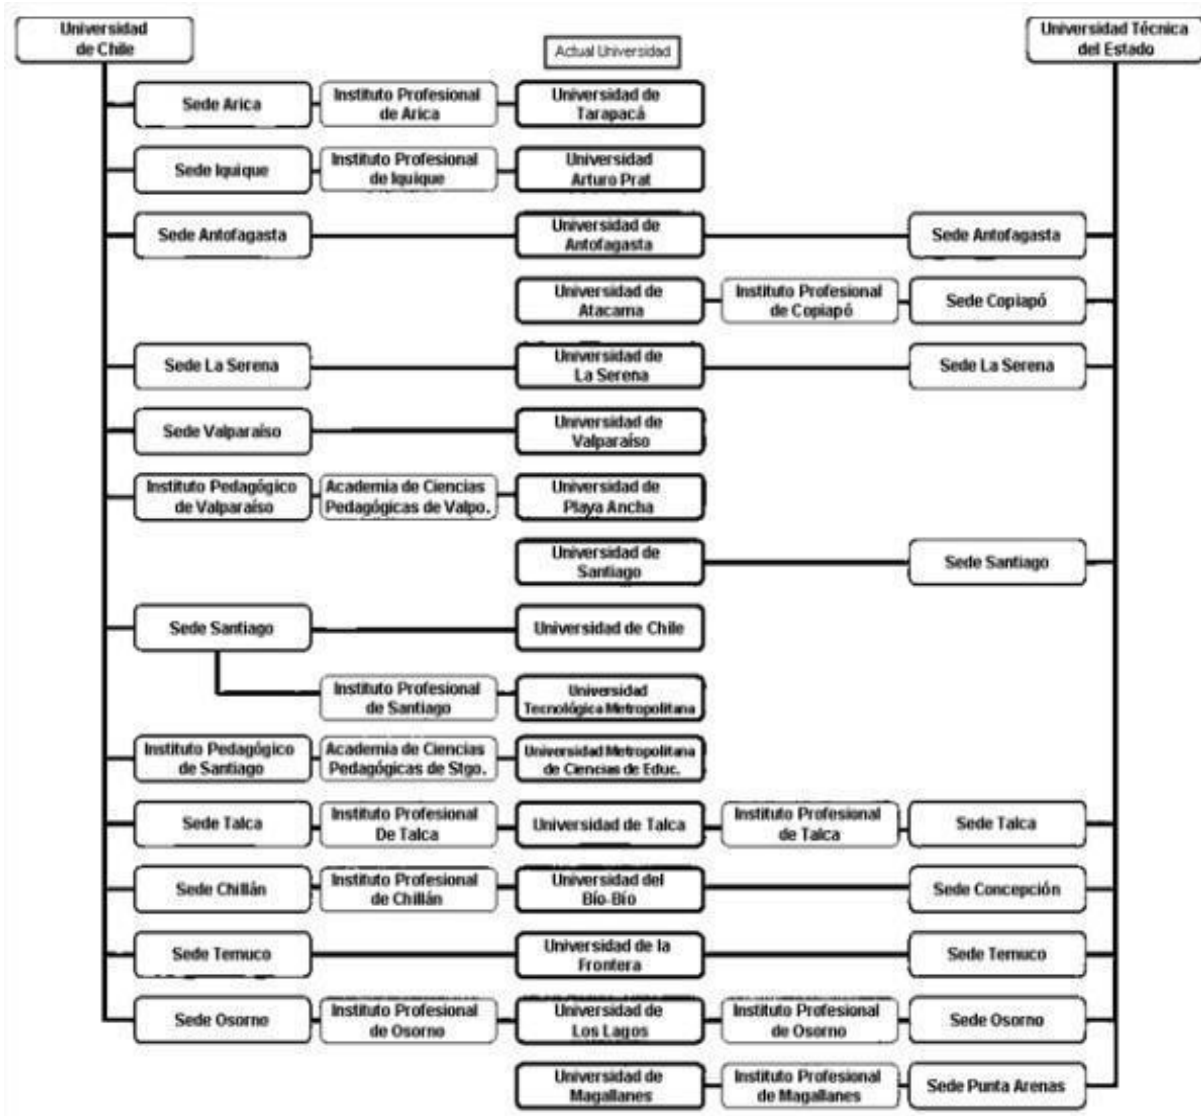 Universidad
de Chile
Actual Universidad
Universidad Técnica
del Estado
Sede Arica
Instituto Profesional
de Arica
Universidad de
Tarapacá
Sede Iquique
Instituto Profesional
de Iquique
Universidad
Arturo Prat
Sede Antofagasta
Universidad de
Antofagasta
Sede Antofagasta
Universidad de
Atacama
Instituto Profesional
de Copiapó
Sede Copiapó
Sede La Serena
Universidad de
La Serena
Sede La Serena
Sede Valparaíso
Universidad de
Valparaíso
Instituto Pedagógico
de Valparaíso
Academia de Ciencias
Pedagógicas de Valpo.
Universidad de
Playa Ancha
Universidad de
Santiago
Sede Santiago
Sede Santiago
Universidad de Chile
Instituto Profesional
de Santiago
Universidad
Tecnológica Metropolitana
Instituto Pedagógico
de Santiago
Academia de Ciencias
Pedagógicas de Stgo.
Universidad Metropolitana
de Ciencias de Educ.
Sede Talca
Instituto Profesional
De Talca
Universidad de Talca
Instituto Profesional
de Talca
Sede Talca
Sede Chillán
Instituto Profesional
de Chillán
Universidad del
Bío-Bío
Sede Concepción
Sede Temuco
Universidad de la
Frontera
Sede Temuco
Sede Osorno
Instituto Profesional
de Osorno
Universidad de
Los Lagos
Instituto Profesional
de Osorno
Sede Osorno
Universidad de
Magallanes
Instituto Profesional
de Magallanes
Sede Punta Arenas